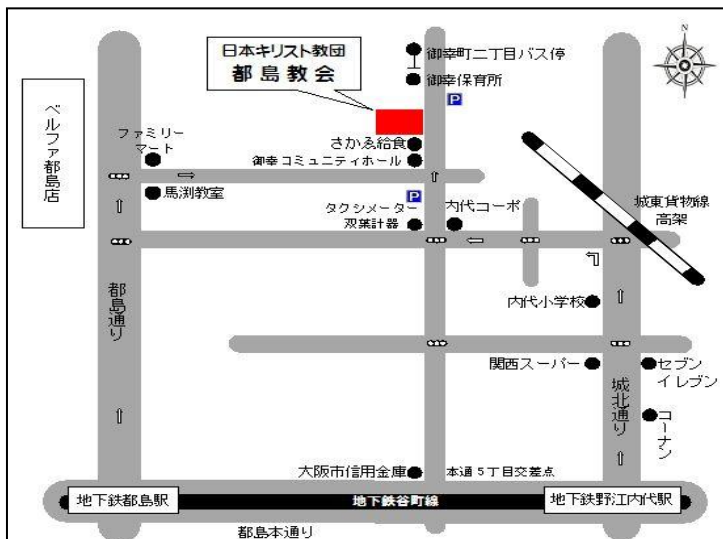 日本キリスト教団
都島教会
御幸町二丁目バス停
御幸保育所
N
P
ベルファ都島店
ファミリー
マート
さかゑ給食
御幸コミュニティホール
馬渕教室
P
タクシメーター
双葉計器
内代コーポ
城東貨物線
高架
都島通り
内代小学校
関西スーパー
セブン
イレブン
城北通り
コーナン
大阪市信用金庫
本通5丁目交差点
地下鉄都島駅
地下鉄谷町線
地下鉄野江内代駅
都島本通り